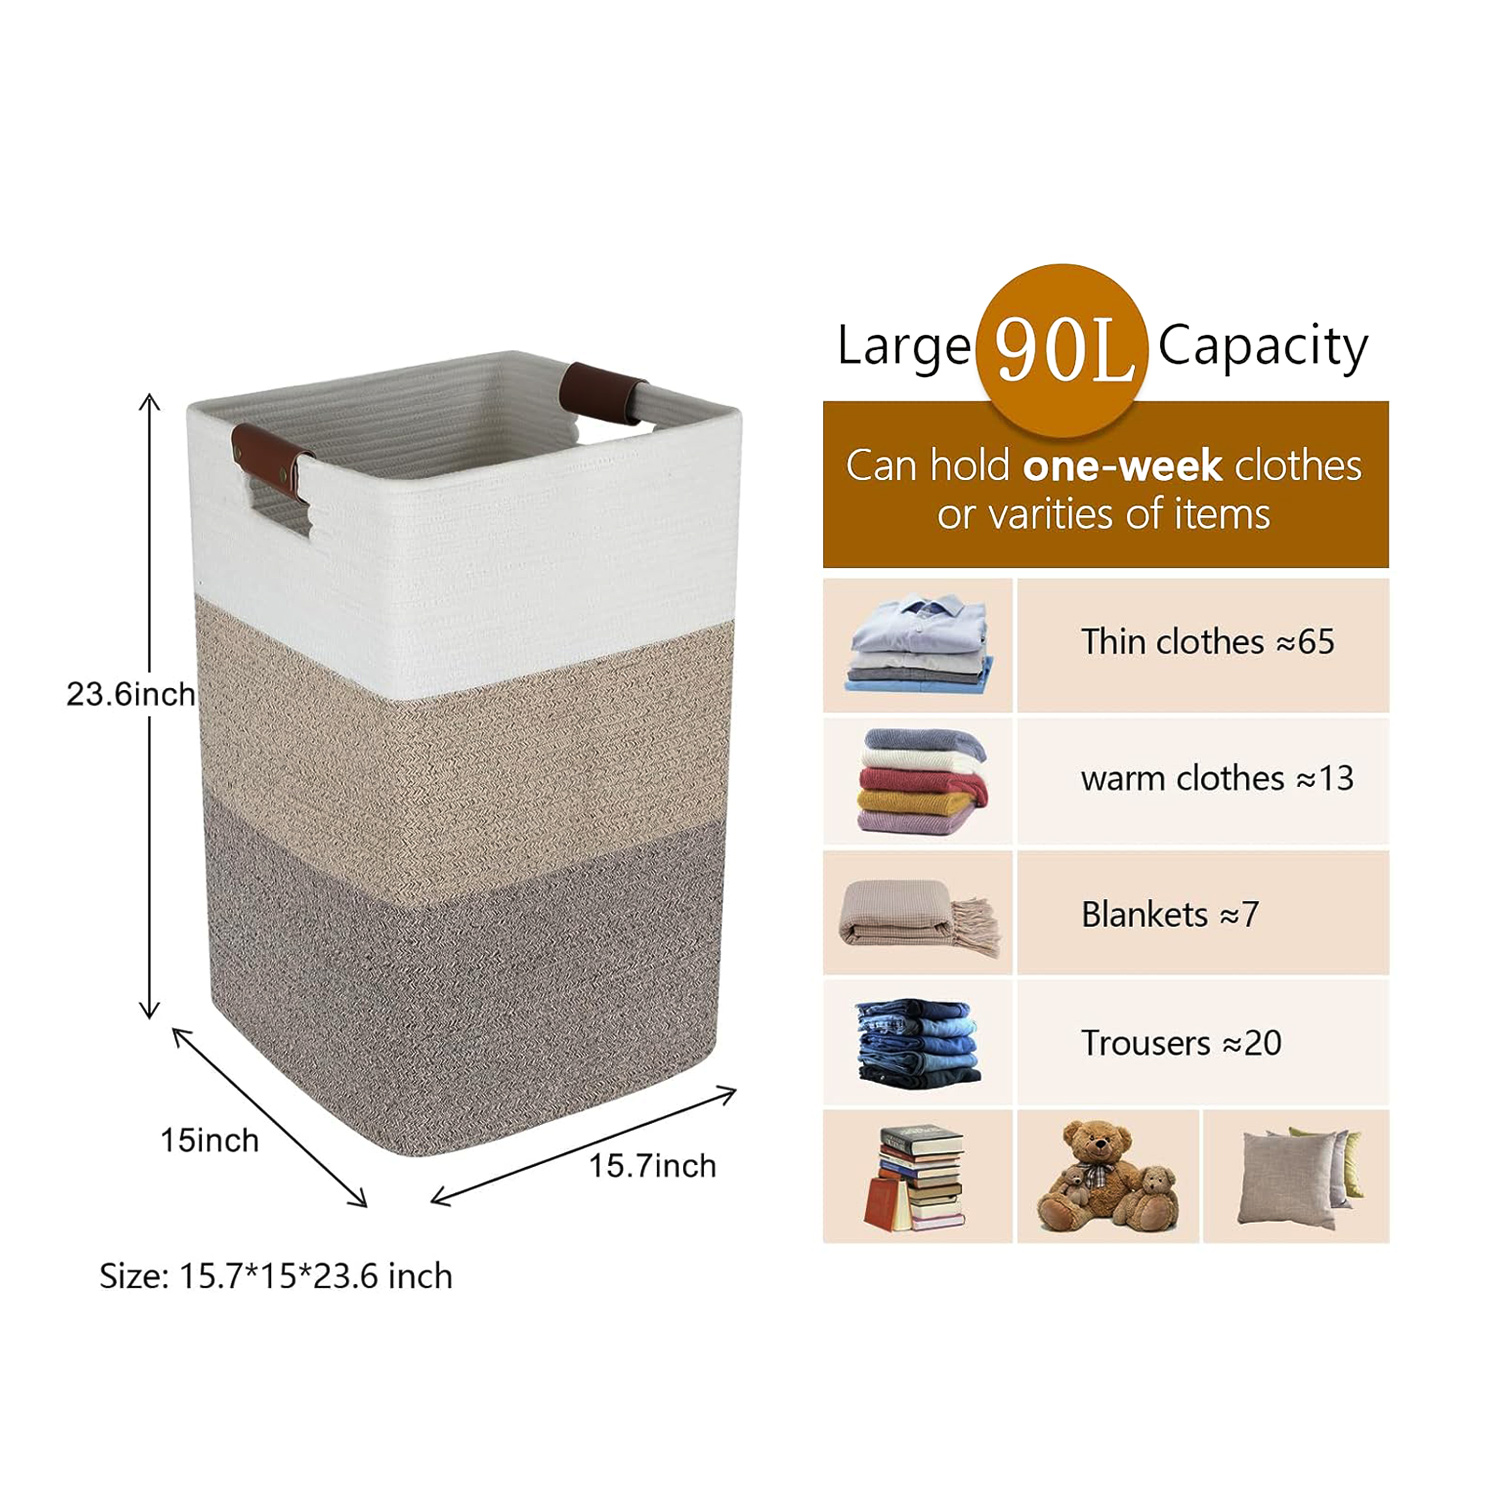 23.6inch
15inch
15.7inch
Size: 15.7*15*23.6 inch
Large 90L Capacity
Can hold one-week clothes
or varities of items
Thin clothes ≈65
warm clothes ≈13
Blankets ≈7
Trousers ≈20